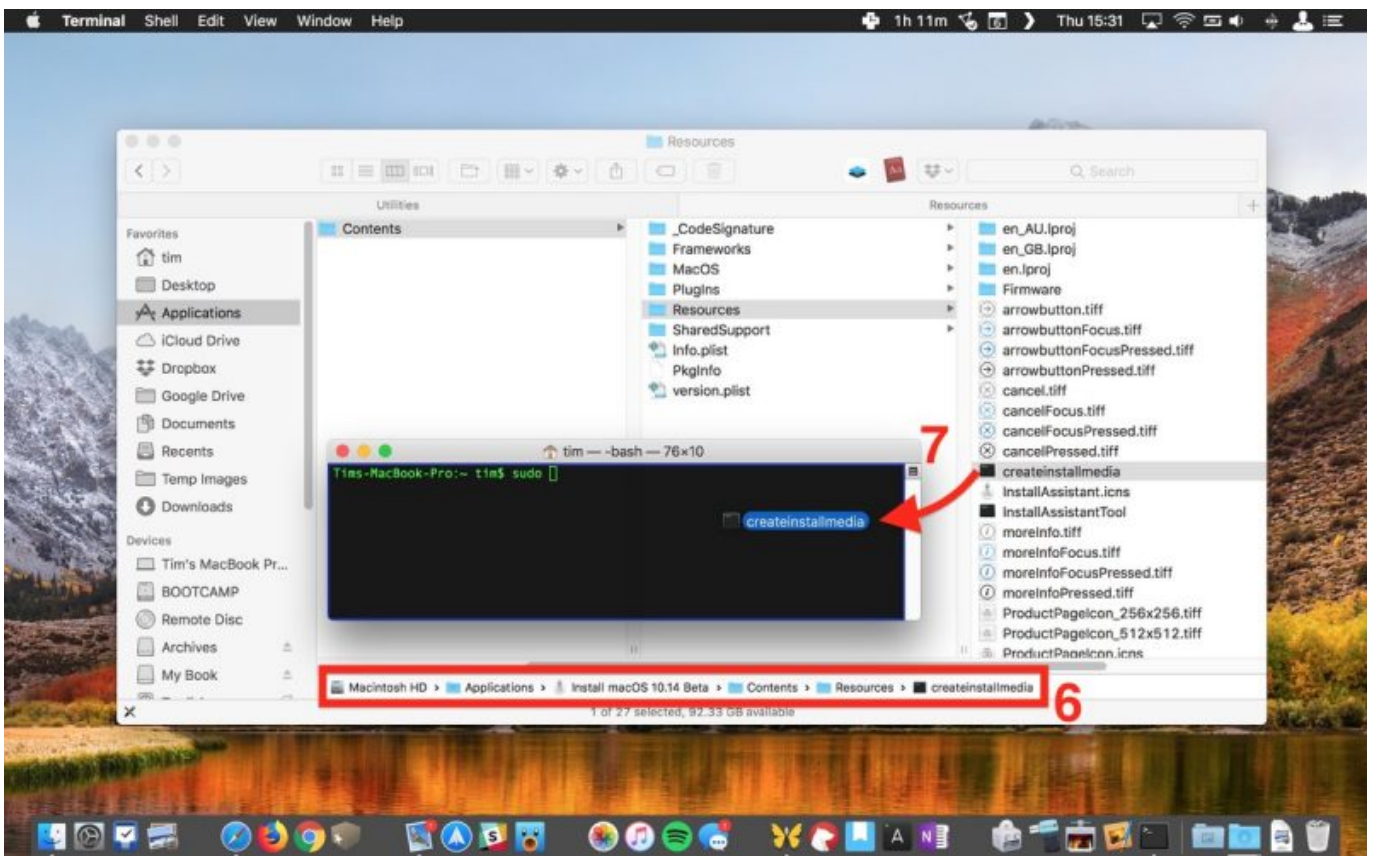 Terminal Shell Edit View Window Help 1h 11m 6 Thu 15:31
Resources
Search
Utilities Resources
Favorites
tim
Desktop
Applications
iCloud Drive
Dropbox
Google Drive
Documents
Recents
Temp Images
Downloads
Devices
Tim's MacBook Pr...
BOOTCAMP
Remote Disc
Archives
My Book
Contents
_CodeSignature
Frameworks
MacOS
PlugIns
Resources
SharedSupport
Info.plist
PkgInfo
version.plist
en_AU.lproj
en_GB.lproj
en.lproj
Firmware
arrowbutton.tiff
arrowbuttonFocus.tiff
arrowbuttonFocusPressed.tiff
arrowbuttonPressed.tiff
cancel.tiff
cancelFocus.tiff
cancelFocusPressed.tiff
cancelPressed.tiff
createinstallmedia
InstallAssistant.icns
InstallAssistantTool
moreInfo.tiff
moreInfoFocus.tiff
moreInfoFocusPressed.tiff
moreInfoPressed.tiff
ProductPageIcon_256x256.tiff
ProductPageIcon_512x512.tiff
ProductPageIcon.icns
tim — -bash — 76×10
Tims-MacBook-Pro:~ tim$ sudo
createinstallmedia
7
Macintosh HD › Applications › Install macOS 10.14 Beta › Contents › Resources › createinstallmedia
6
1 of 27 selected, 92.33 GB available